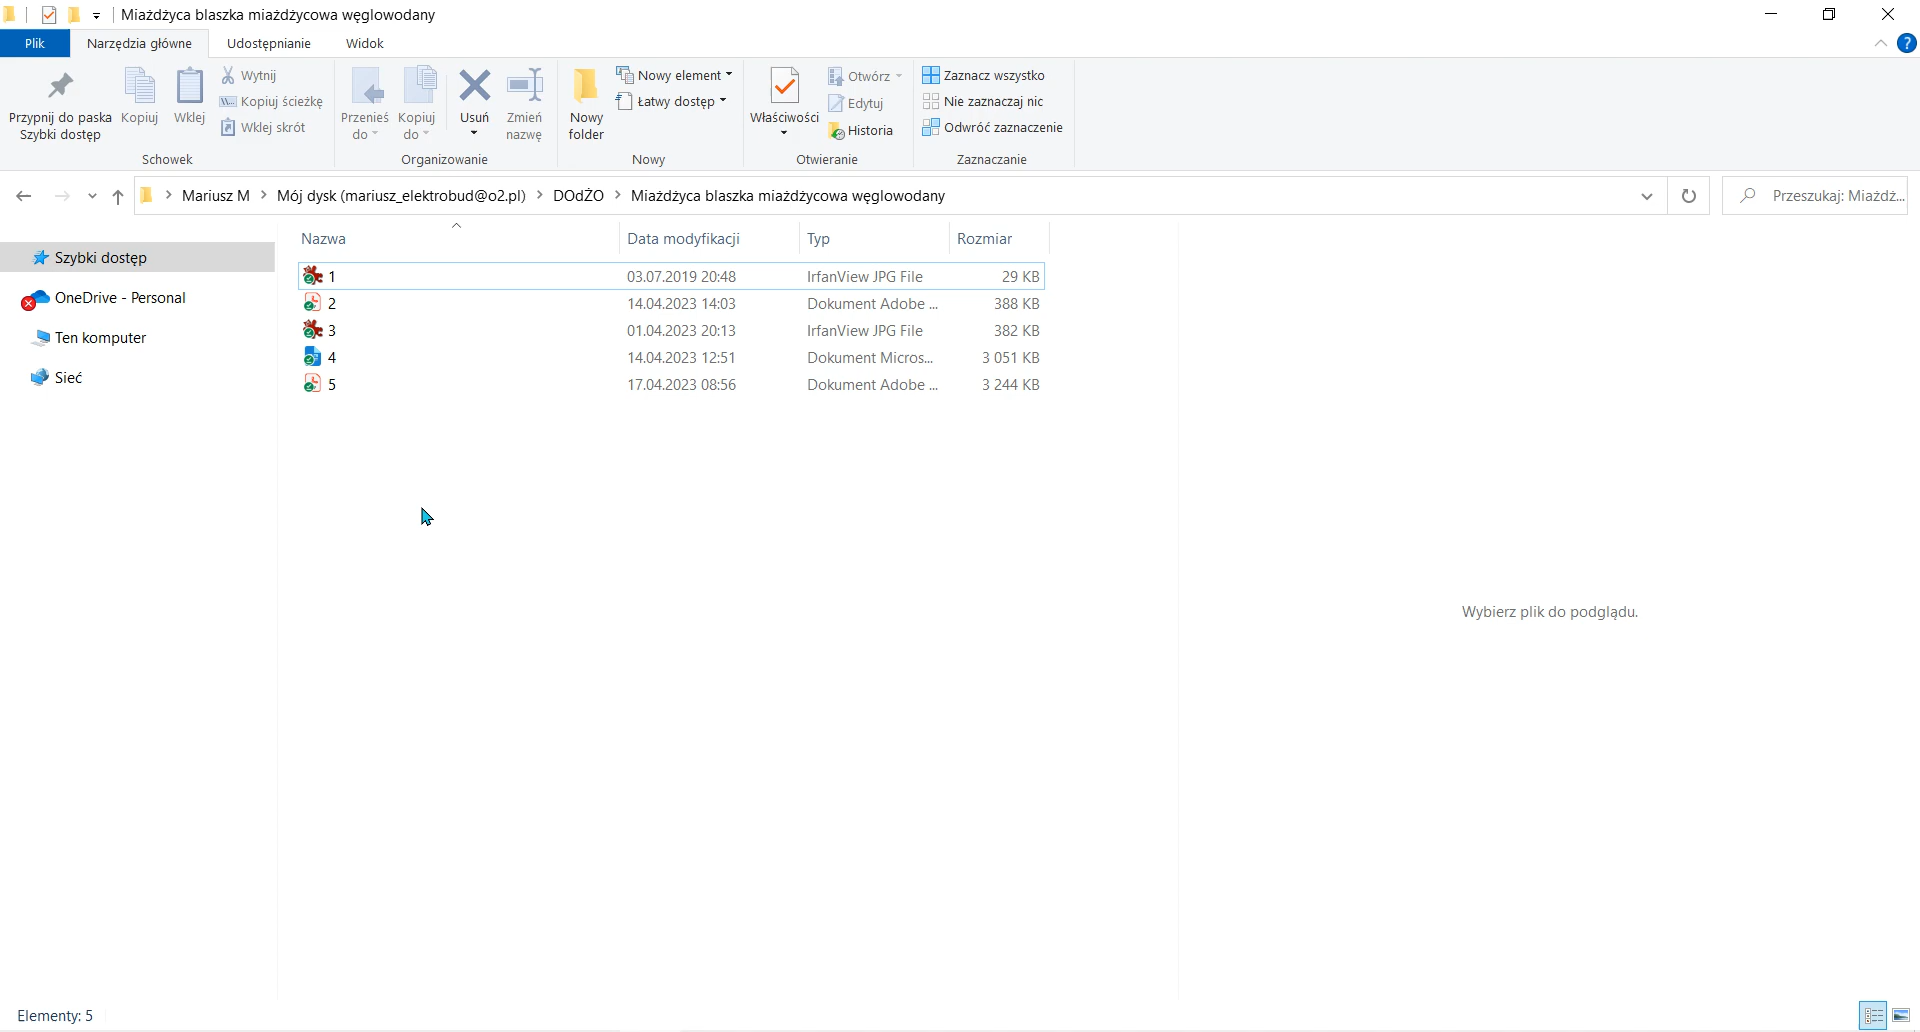 Miażdżyca blaszka miażdżycowa węglowodany
Plik Narzędzia główne Udostępnianie Widok
Przypnij do paska Szybki dostęp
Kopiuj
Wklej
Wytnij
Kopiuj ścieżkę
Wklej skrót
Schowek
Przenieś do
Kopiuj do
Usuń
Zmień nazwę
Organizowanie
Nowy folder
Nowy element
Łatwy dostęp
Nowy
Właściwości
Otwórz
Edytuj
Historia
Otwieranie
Zaznacz wszystko
Nie zaznaczaj nic
Odwróć zaznaczenie
Zaznaczanie
Mariusz M > Mój dysk (mariusz_elektrobud@o2.pl) > DOdŻO > Miażdżyca blaszka miażdżycowa węglowodany
Przeszukaj: Miażdż...
Szybki dostęp
OneDrive - Personal
Ten komputer
Sieć
Nazwa Data modyfikacji Typ Rozmiar
1 03.07.2019 20:48 IrfanView JPG File 29 KB
2 14.04.2023 14:03 Dokument Adobe ... 388 KB
3 01.04.2023 20:13 IrfanView JPG File 382 KB
4 14.04.2023 12:51 Dokument Micros... 3 051 KB
5 17.04.2023 08:56 Dokument Adobe ... 3 244 KB
Wybierz plik do podglądu.
Elementy: 5